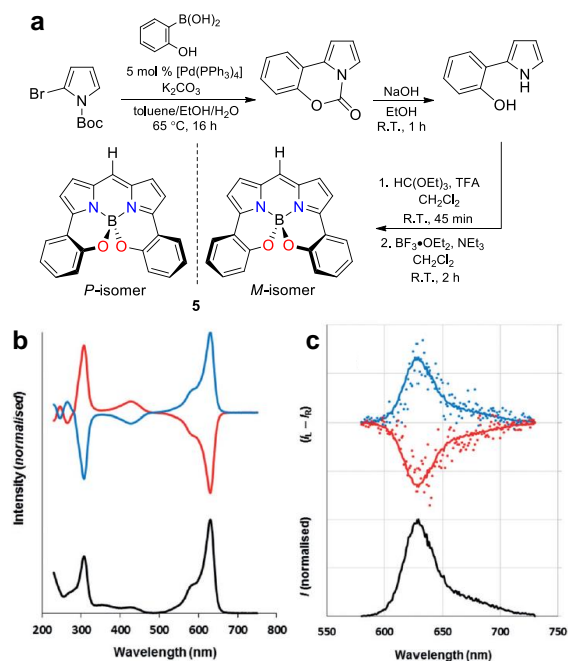 a
B(OH)₂
OH
5 mol % [Pd(PPh₃)₄]
K₂CO₃
toluene/EtOH/H₂O
65 °C, 16 h
Br
N
Boc
N
O
O
NaOH
EtOH
R.T., 1 h
N
H
OH
1. HC(OEt)₃, TFA
CH₂Cl₂
R.T., 45 min
2. BF₃•OEt₂, NEt₃
CH₂Cl₂
R.T., 2 h
H
N
N
B
O
O
P-isomer
H
N
N
B
O
O
M-isomer
5
b
Intensity (normalised)
200 300 400 500 600 700 800
Wavelength (nm)
c
(I_L – I_R)
I (normalised)
550 600 650 700 750
Wavelength (nm)